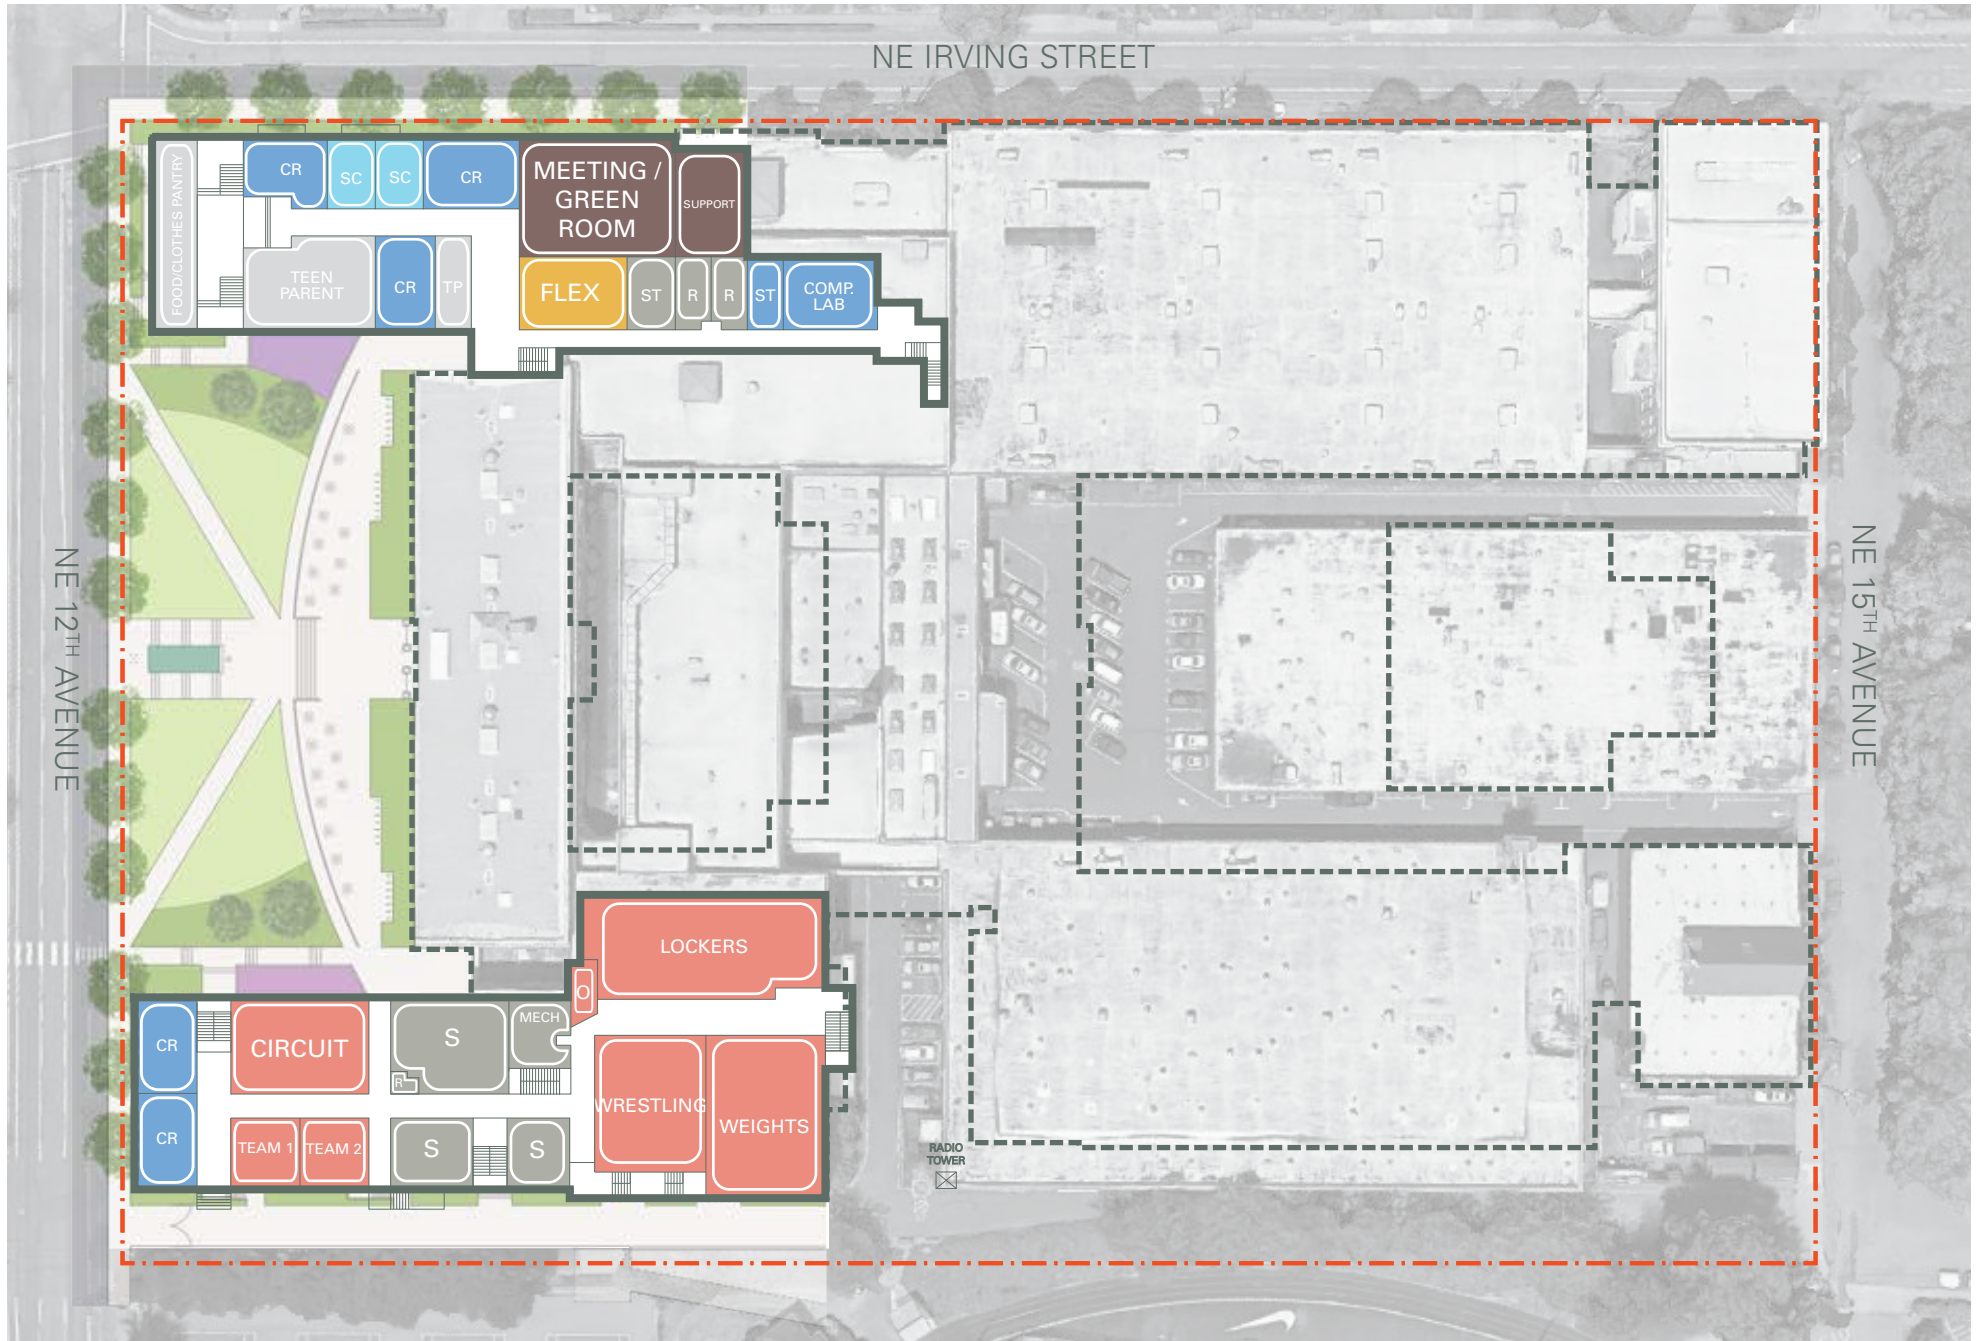 NE IRVING STREET
FOOD/CLOTHES PANTRY
CR
SC
SC
CR
MEETING /
GREEN
ROOM
SUPPORT
TEEN
PARENT
CR
TP
FLEX
ST
R
R
ST
COMP.
LAB
NE 12TH AVENUE
NE 15TH AVENUE
LOCKERS
O
CR
CIRCUIT
S
MECH
R
WRESTLING
WEIGHTS
CR
TEAM 1
TEAM 2
S
S
RADIO
TOWER